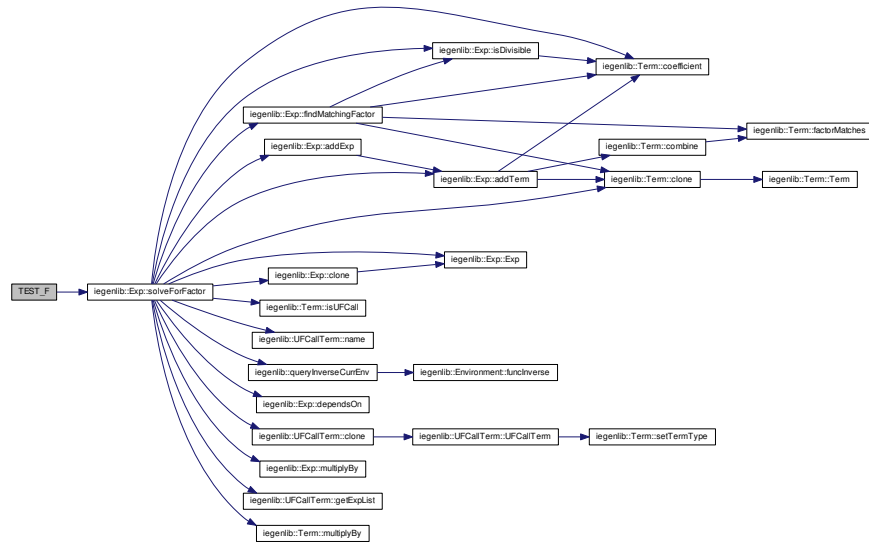 iegenlib::Exp::isDivisible
iegenlib::Term::coefficient
iegenlib::Exp::findMatchingFactor
iegenlib::Term::factorMatches
iegenlib::Exp::addExp
iegenlib::Term::combine
iegenlib::Exp::addTerm
iegenlib::Term::clone
iegenlib::Term::Term
iegenlib::Exp::Exp
iegenlib::Exp::clone
TEST_F
iegenlib::Exp::solveForFactor
iegenlib::Term::isUFCall
iegenlib::UFCallTerm::name
iegenlib::queryInverseCurrEnv
iegenlib::Environment::funcInverse
iegenlib::Exp::dependsOn
iegenlib::UFCallTerm::clone
iegenlib::UFCallTerm::UFCallTerm
iegenlib::Term::setTermType
iegenlib::Exp::multiplyBy
iegenlib::UFCallTerm::getExpList
iegenlib::Term::multiplyBy